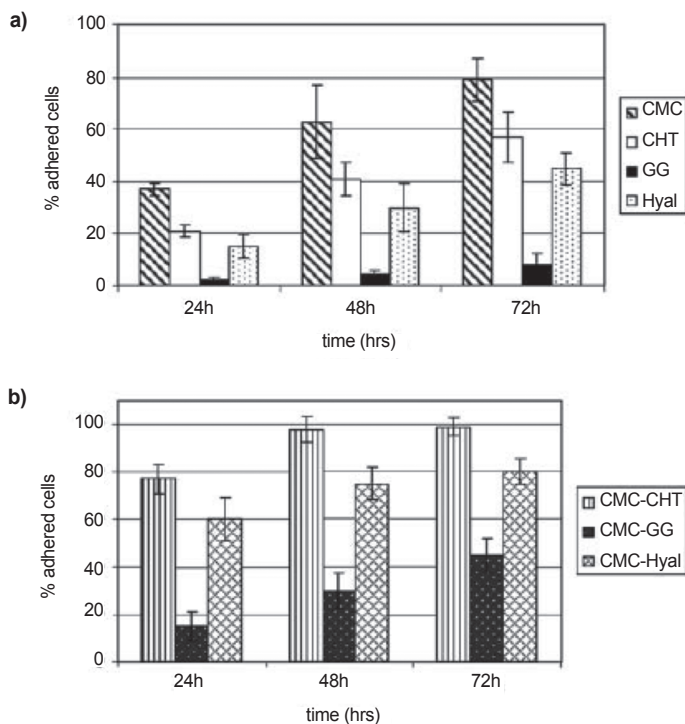 a)
100
80
60
40
20
0
% adhered cells
24h 48h 72h
time (hrs)
CMC
CHT
GG
Hyal
b)
100
80
60
40
20
0
% adhered cells
24h 48h 72h
time (hrs)
CMC-CHT
CMC-GG
CMC-Hyal